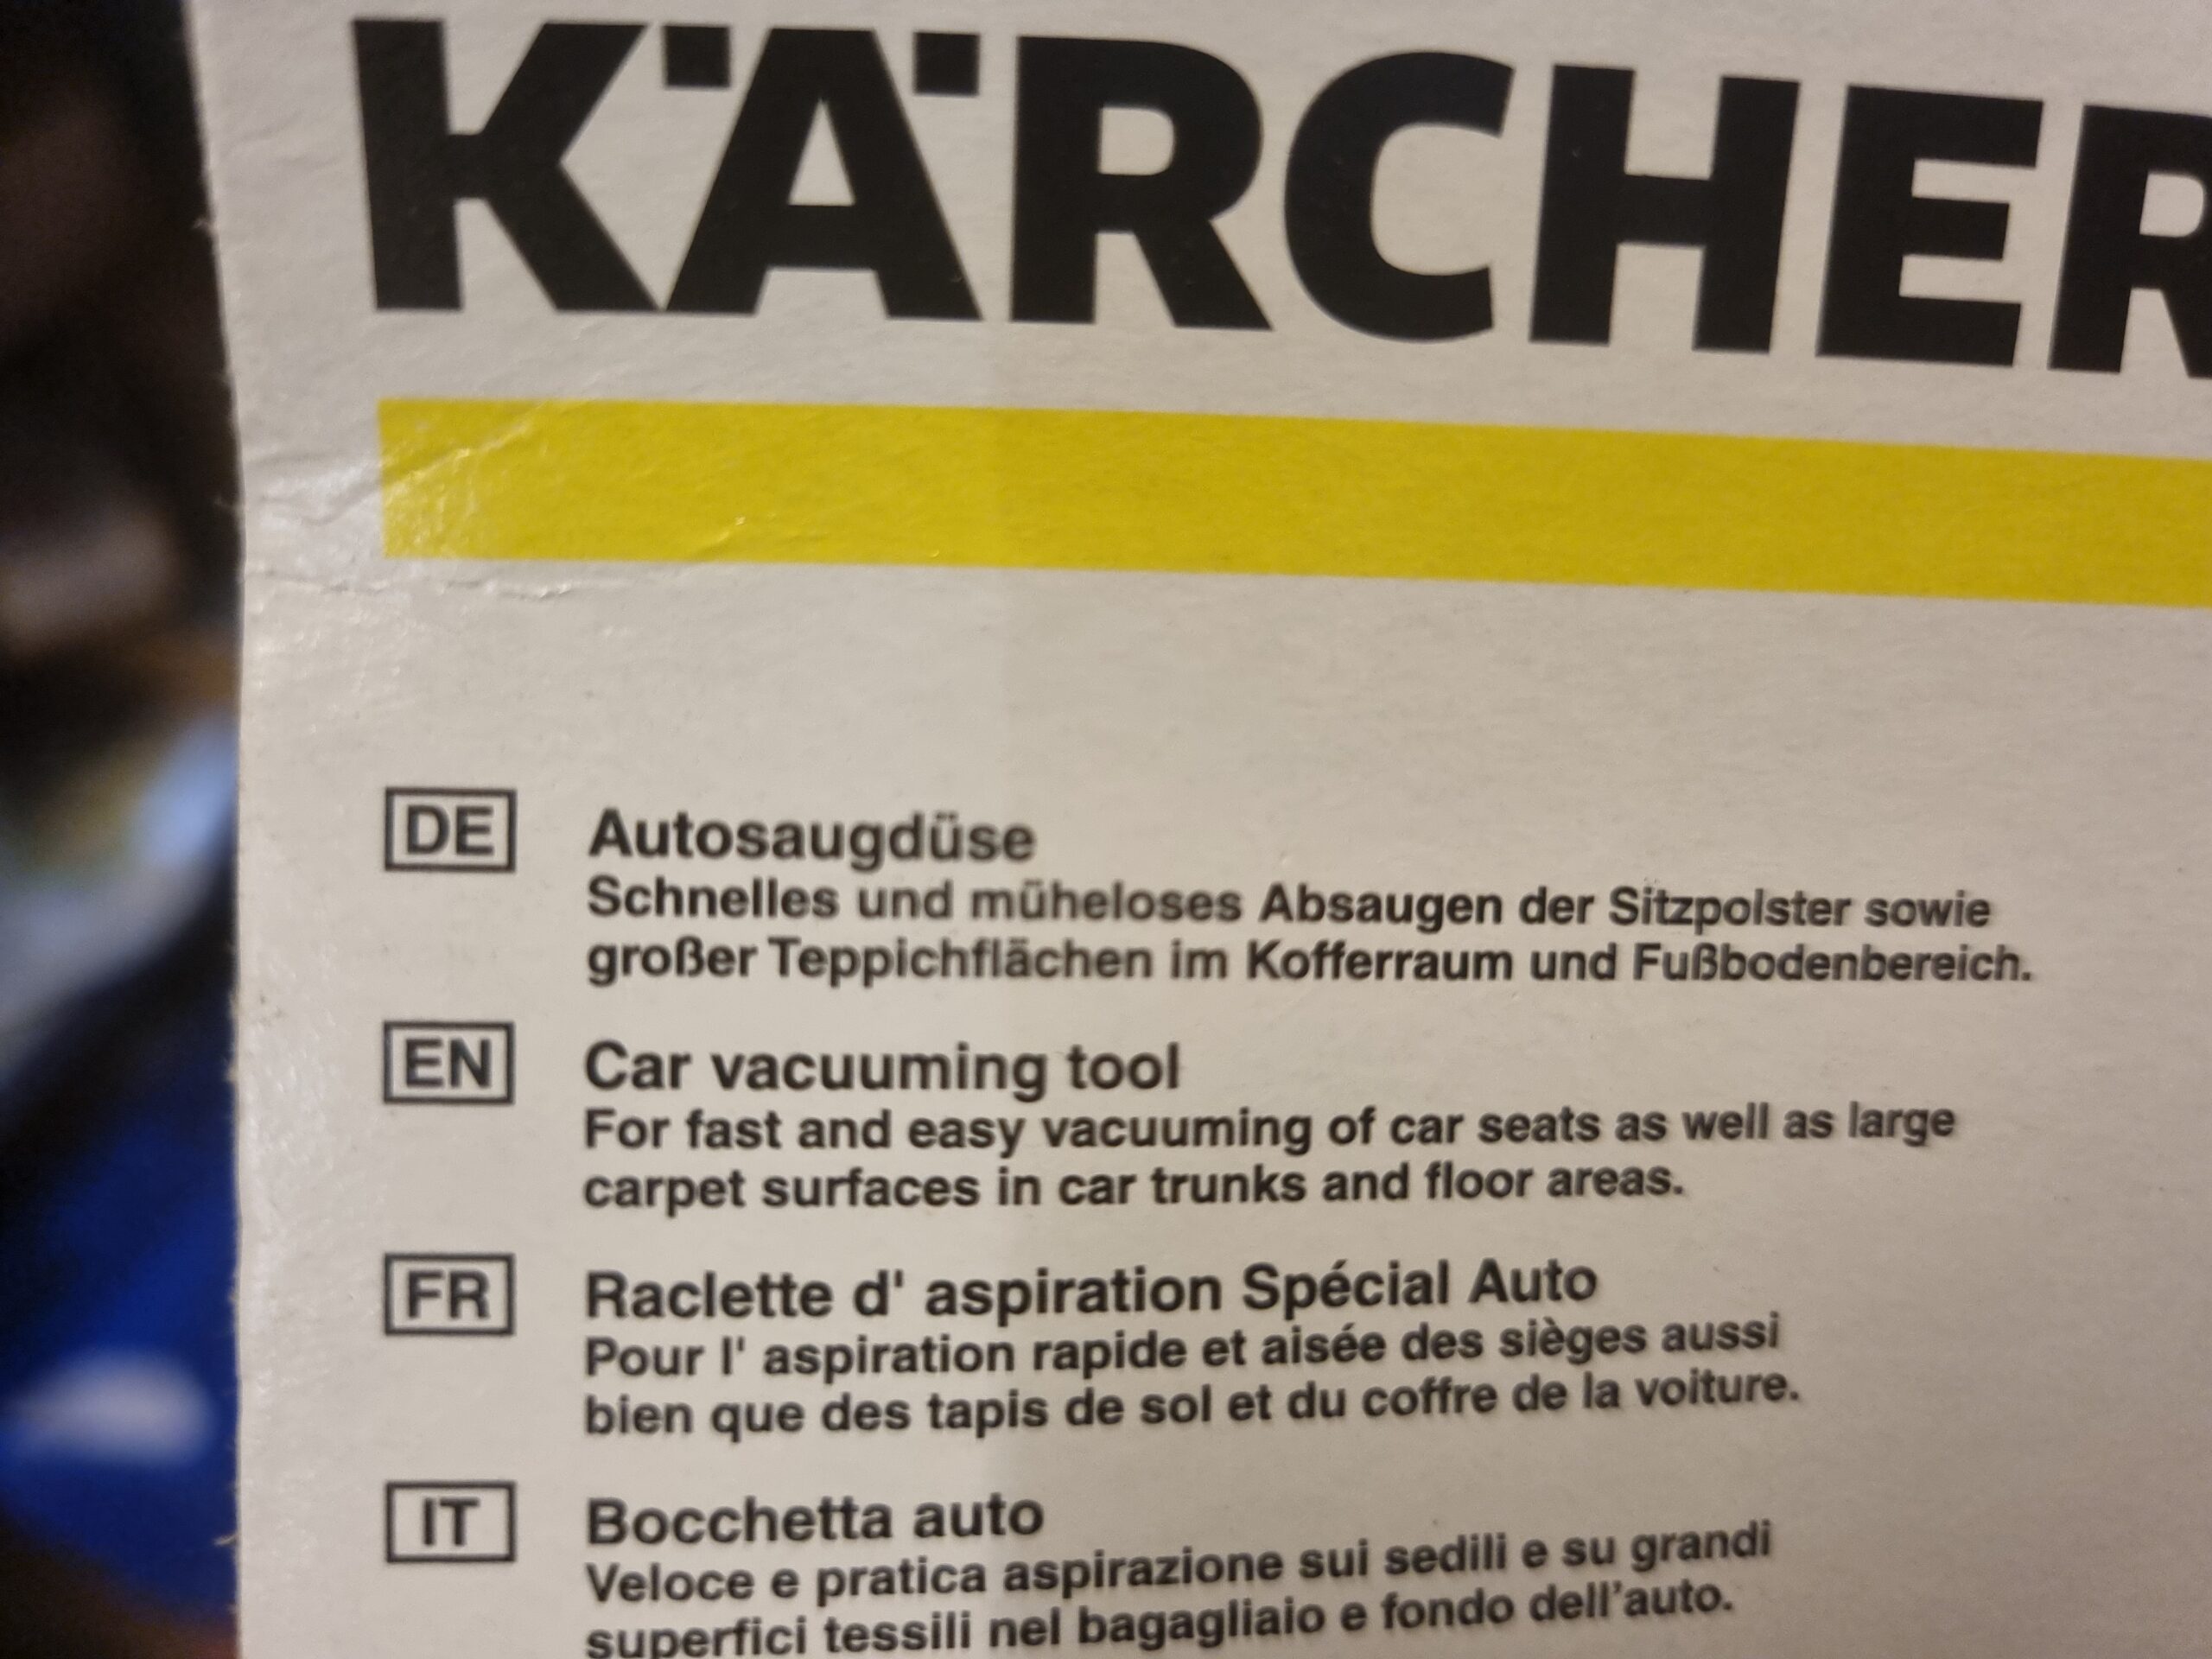 KÄRCHER
DE
Autosaugdüse
Schnelles und müheloses Absaugen der Sitzpolster sowie
großer Teppichflächen im Kofferraum und Fußbodenbereich.
EN
Car vacuuming tool
For fast and easy vacuuming of car seats as well as large
carpet surfaces in car trunks and floor areas.
FR
Raclette d' aspiration Spécial Auto
Pour l' aspiration rapide et aisée des sièges aussi
bien que des tapis de sol et du coffre de la voiture.
IT
Bocchetta auto
Veloce e pratica aspirazione sui sedili e su grandi
superfici tessili nel bagagliaio e fondo dell'auto.